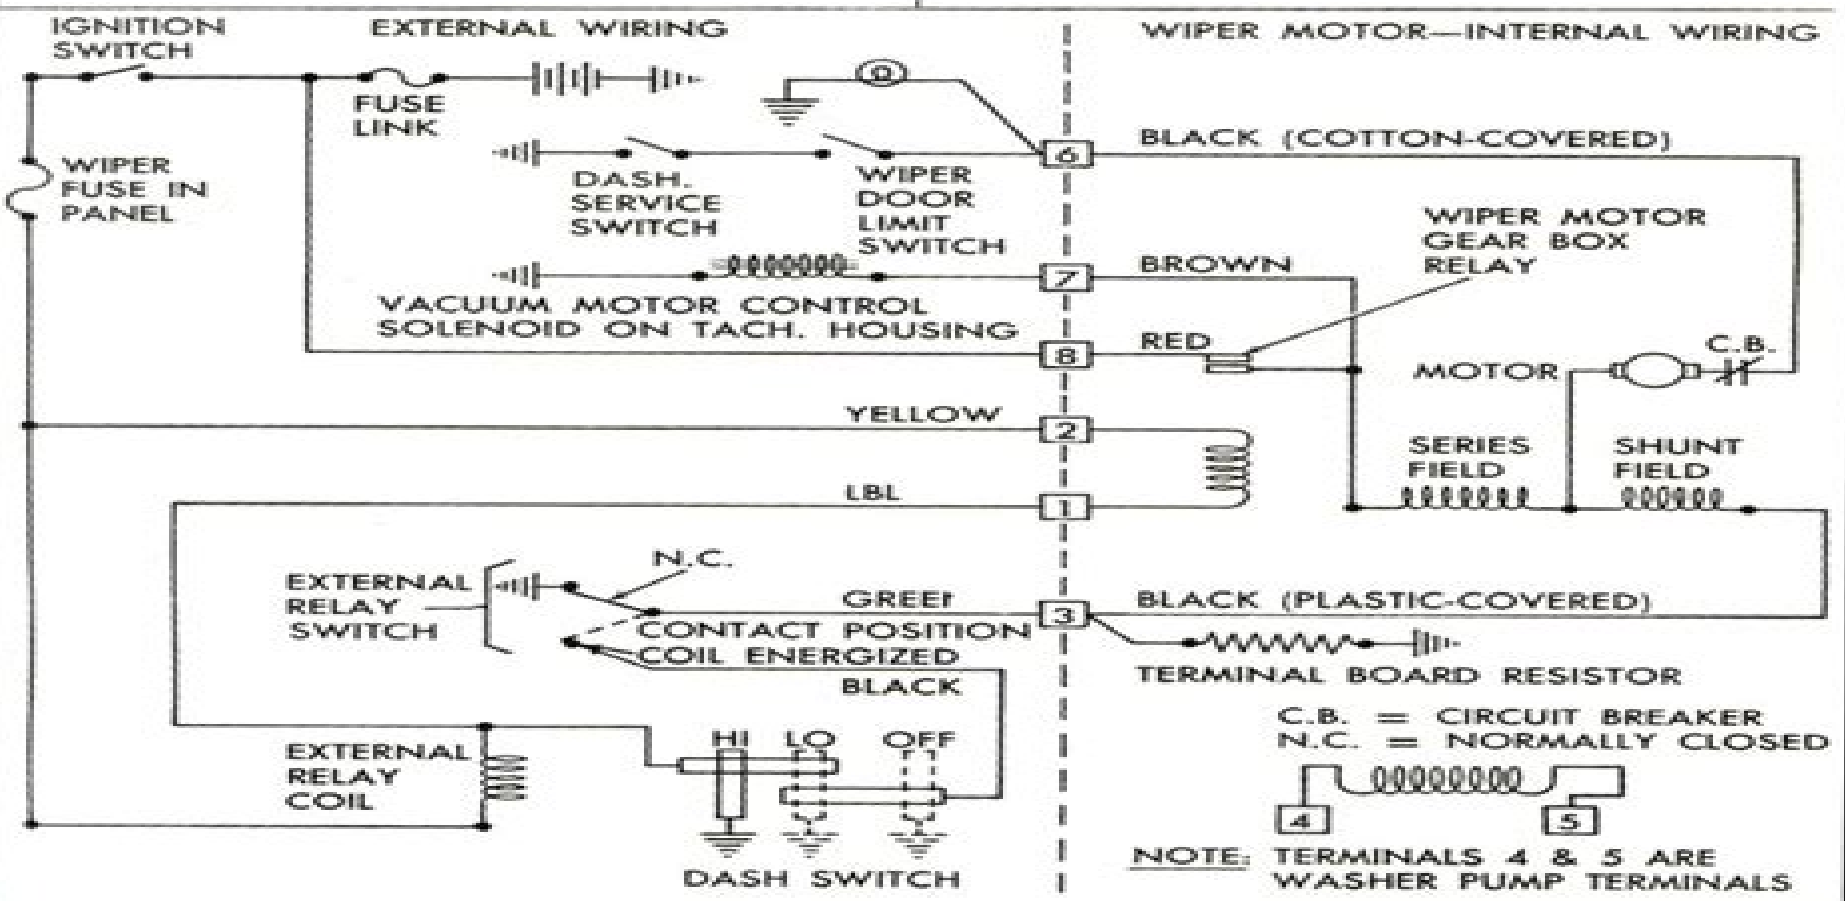 IGNITION
SWITCH
EXTERNAL WIRING
WIPER MOTOR—INTERNAL WIRING
FUSE
LINK
WIPER
FUSE IN
PANEL
6
BLACK (COTTON-COVERED)
DASH.
SERVICE
SWITCH
WIPER
DOOR
LIMIT
SWITCH
WIPER MOTOR
GEAR BOX
RELAY
7
BROWN
VACUUM MOTOR CONTROL
SOLENOID ON TACH. HOUSING
8
RED
MOTOR
C.B.
YELLOW
2
SERIES
FIELD
SHUNT
FIELD
LBL
1
N.C.
EXTERNAL
RELAY
SWITCH
GREEN
3
BLACK (PLASTIC-COVERED)
CONTACT POSITION
COIL ENERGIZED
BLACK
TERMINAL BOARD RESISTOR
C.B. = CIRCUIT BREAKER
N.C. = NORMALLY CLOSED
HI LO OFF
EXTERNAL
RELAY
COIL
4
5
DASH SWITCH
NOTE: TERMINALS 4 & 5 ARE
WASHER PUMP TERMINALS